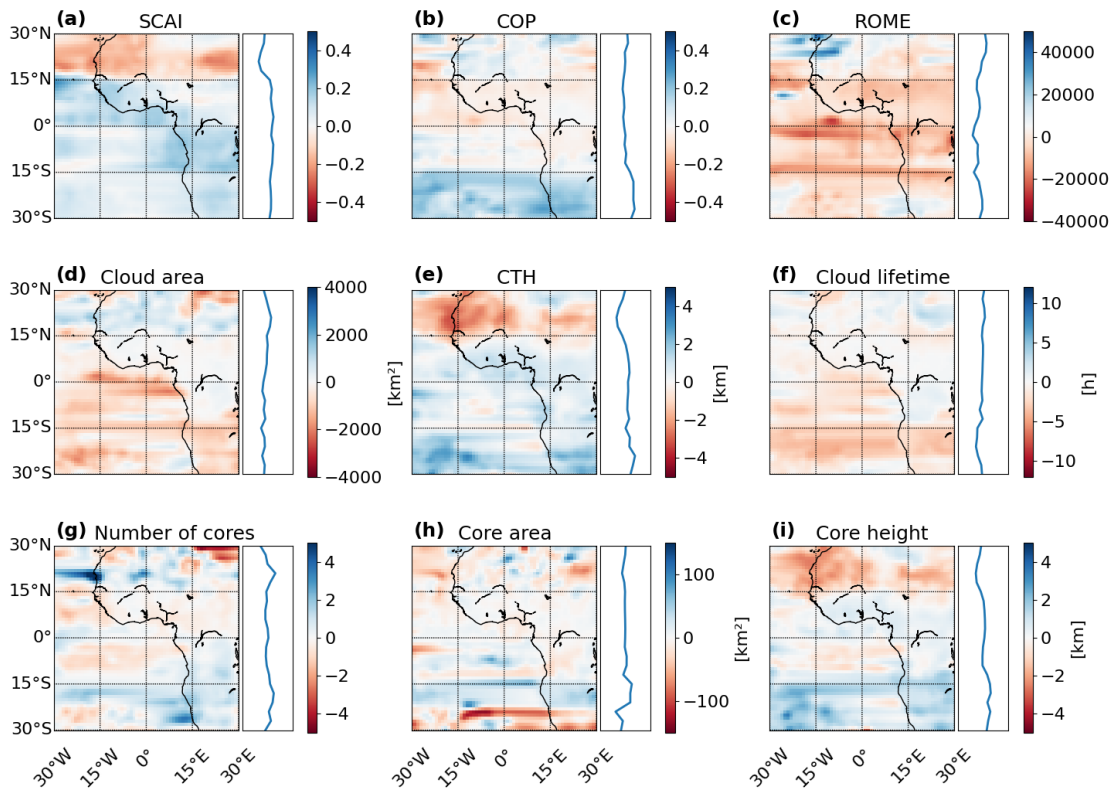 (a) SCAI
(b) COP
(c) ROME
30°N
15°N
0°
15°S
30°S
0.4
0.2
0.0
−0.2
−0.4
0.4
0.2
0.0
−0.2
−0.4
40000
20000
0
−20000
−40000
(d) Cloud area
(e) CTH
(f) Cloud lifetime
30°N
15°N
0°
15°S
30°S
4000
2000
0
−2000
−4000
[km²]
4
2
0
−2
−4
[km]
10
5
0
−5
−10
[h]
(g) Number of cores
(h) Core area
(i) Core height
30°N
15°N
0°
15°S
30°S
4
2
0
−2
−4
100
0
−100
[km²]
4
2
0
−2
−4
[km]
30°W
15°W
0°
15°E
30°E
30°W
15°W
0°
15°E
30°E
30°W
15°W
0°
15°E
30°E